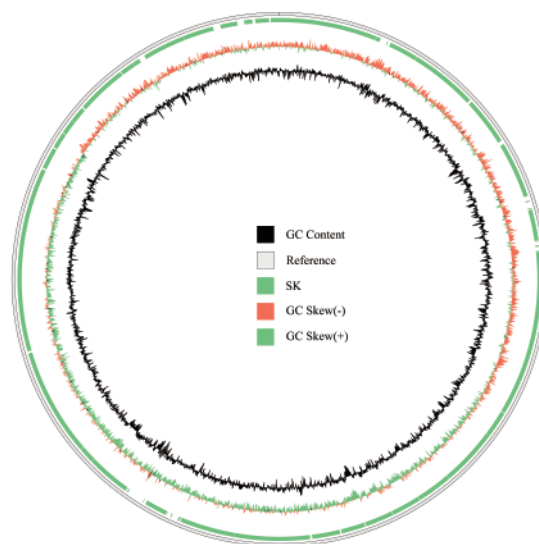 GC Content
Reference
SK
GC Skew(-)
GC Skew(+)